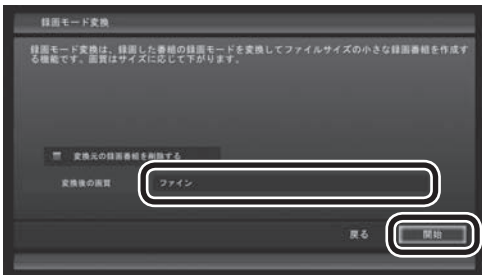 録画モード変換
録画モード変換は、録画した番組の録画モードを変換してファイルサイズの小さな録画番組を作成す
る機能です。画質はサイズに応じて下がります。
変換元の録画番組を削除する
変換後の画質 ファイン
戻る 開始